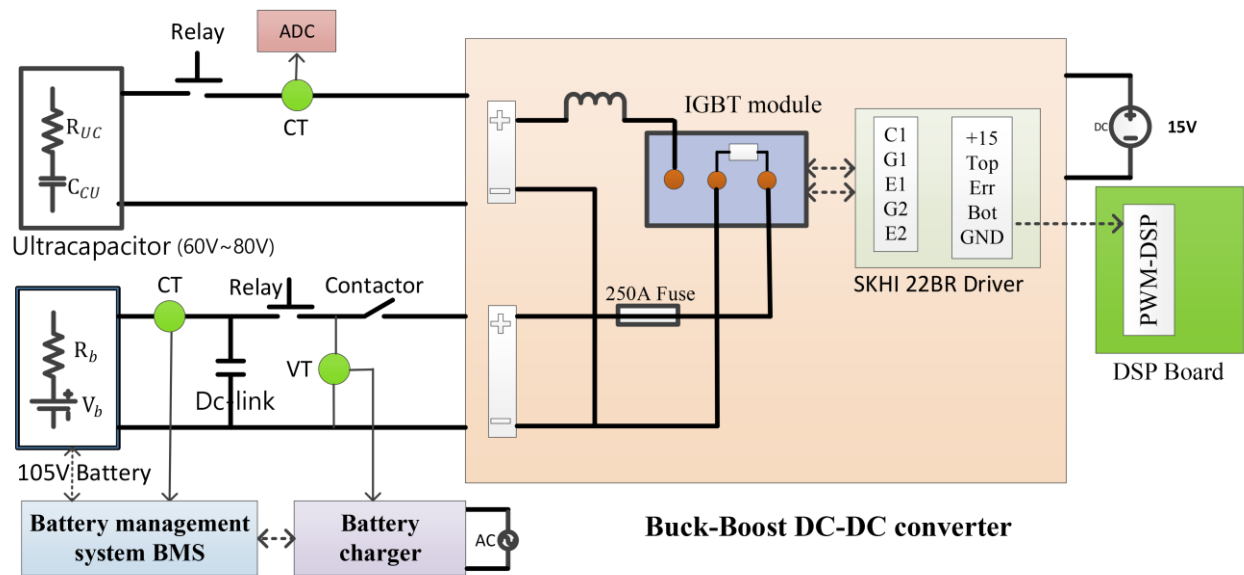 ADC
Relay
CT
R_UC
C_CU
Ultracapacitor (60V~80V)
IGBT module
C1
G1
E1
G2
E2
+15
Top
Err
Bot
GND
SKHI 22BR Driver
DC
15V
PWM-DSP
DSP Board
CT
Relay
Contactor
VT
Dc-link
R_b
V_b
105V Battery
250A Fuse
Battery management
system BMS
Battery
charger
AC
Buck-Boost DC-DC converter